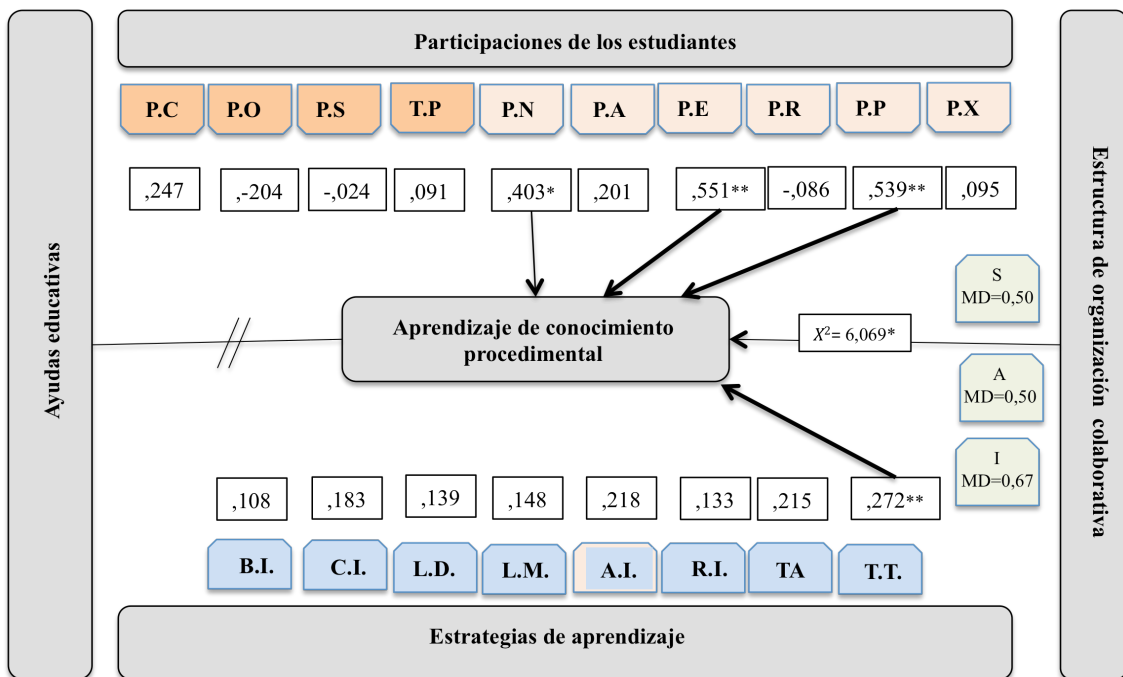 Participaciones de los estudiantes
P.C P.O P.S T.P P.N P.A P.E P.R P.P P.X
,247 ,-204 -,024 ,091 ,403* ,201 ,551** -,086 ,539** ,095
Ayudas educativas
Estructura de organización colaborativa
S
MD=0,50
Aprendizaje de conocimiento
procedimental
X²= 6,069*
A
MD=0,50
I
MD=0,67
,108 ,183 ,139 ,148 ,218 ,133 ,215 ,272**
B.I. C.I. L.D. L.M. A.I. R.I. TA T.T.
Estrategias de aprendizaje